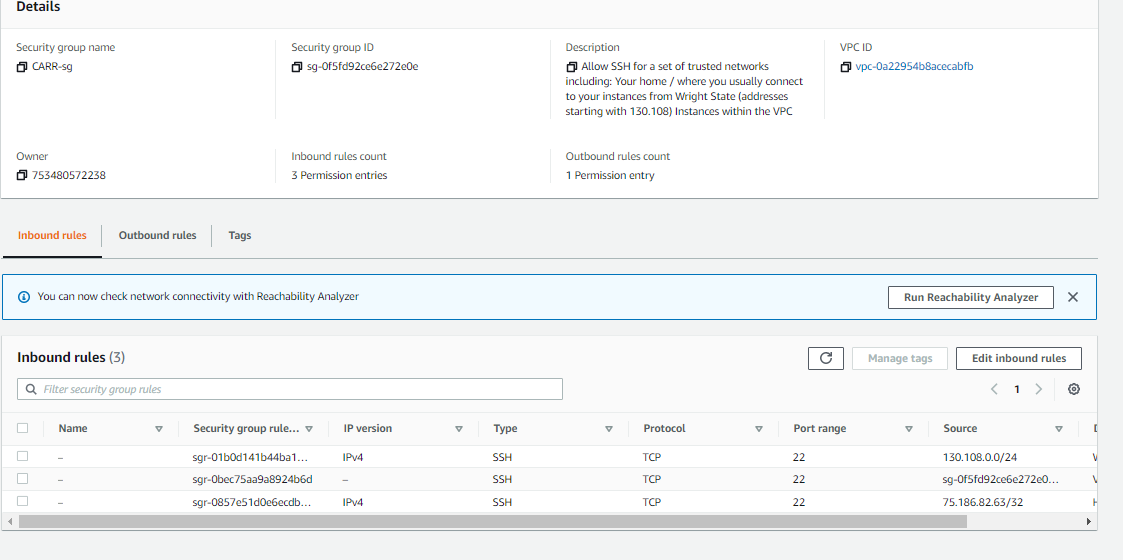 Details
Security group name
CARR-sg
Security group ID
sg-0f5fd92ce6e272e0e
Description
Allow SSH for a set of trusted networks
including: Your home / where you usually connect
to your instances from Wright State (addresses
starting with 130.108) Instances within the VPC
VPC ID
vpc-0a22954b8acecabfb
Owner
753480572238
Inbound rules count
3 Permission entries
Outbound rules count
1 Permission entry
Inbound rules Outbound rules Tags
You can now check network connectivity with Reachability Analyzer Run Reachability Analyzer
Inbound rules (3) Manage tags Edit inbound rules
Filter security group rules 1
Name Security group rule... IP version Type Protocol Port range Source
– sgr-01b0d141b44ba1... IPv4 SSH TCP 22 130.108.0.0/24
– sgr-0bec75aa9a8924b6d – SSH TCP 22 sg-0f5fd92ce6e272e0...
– sgr-0857e51d0e6ecdb... IPv4 SSH TCP 22 75.186.82.63/32